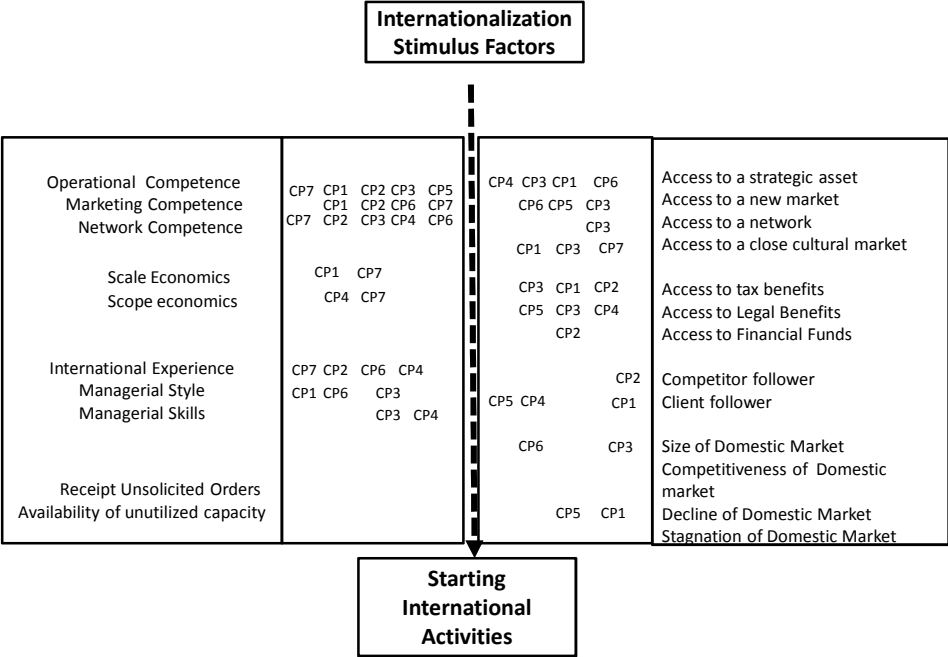 Internationalization
Stimulus Factors
Operational Competence CP7 CP1 CP2 CP3 CP5
Marketing Competence CP1 CP2 CP6 CP7
Network Competence CP7 CP2 CP3 CP4 CP6
Scale Economics CP1 CP7
Scope economics CP4 CP7
International Experience CP7 CP2 CP6 CP4
Managerial Style CP1 CP6 CP3
Managerial Skills CP3 CP4
Receipt Unsolicited Orders
Availability of unutilized capacity
CP4 CP3 CP1 CP6 Access to a strategic asset
CP6 CP5 CP3 Access to a new market
CP3 Access to a network
CP1 CP3 CP7 Access to a close cultural market
CP3 CP1 CP2 Access to tax benefits
CP5 CP3 CP4 Access to Legal Benefits
CP2 Access to Financial Funds
CP2 Competitor follower
CP5 CP4 CP1 Client follower
CP6 CP3 Size of Domestic Market
Competitiveness of Domestic
market
CP5 CP1 Decline of Domestic Market
Stagnation of Domestic Market
Starting
International
Activities